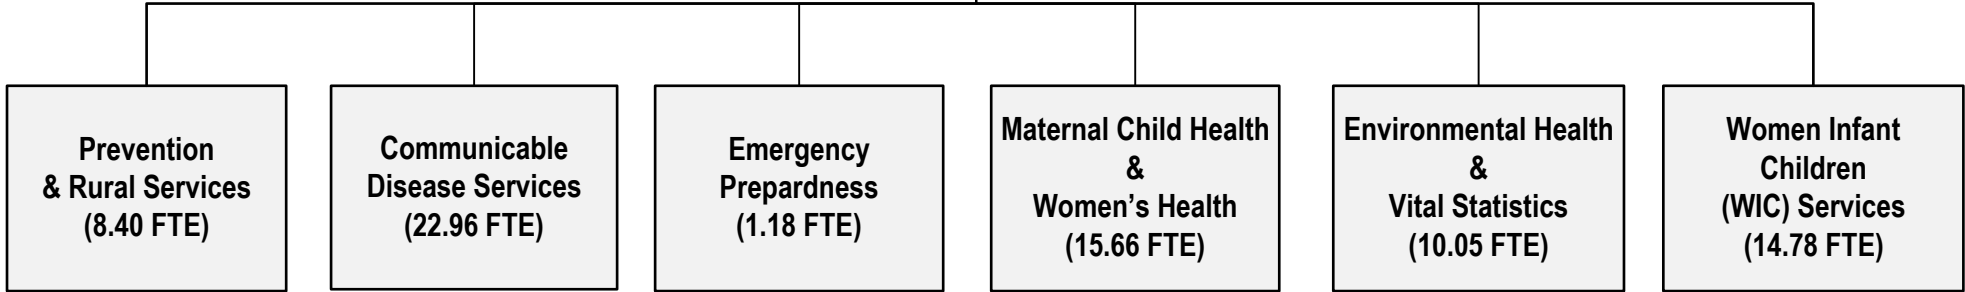 Prevention
& Rural Services
(8.40 FTE)
Communicable
Disease Services
(22.96 FTE)
Emergency
Prepardness
(1.18 FTE)
Maternal Child Health
&
Women’s Health
(15.66 FTE)
Environmental Health
&
Vital Statistics
(10.05 FTE)
Women Infant
Children
(WIC) Services
(14.78 FTE)